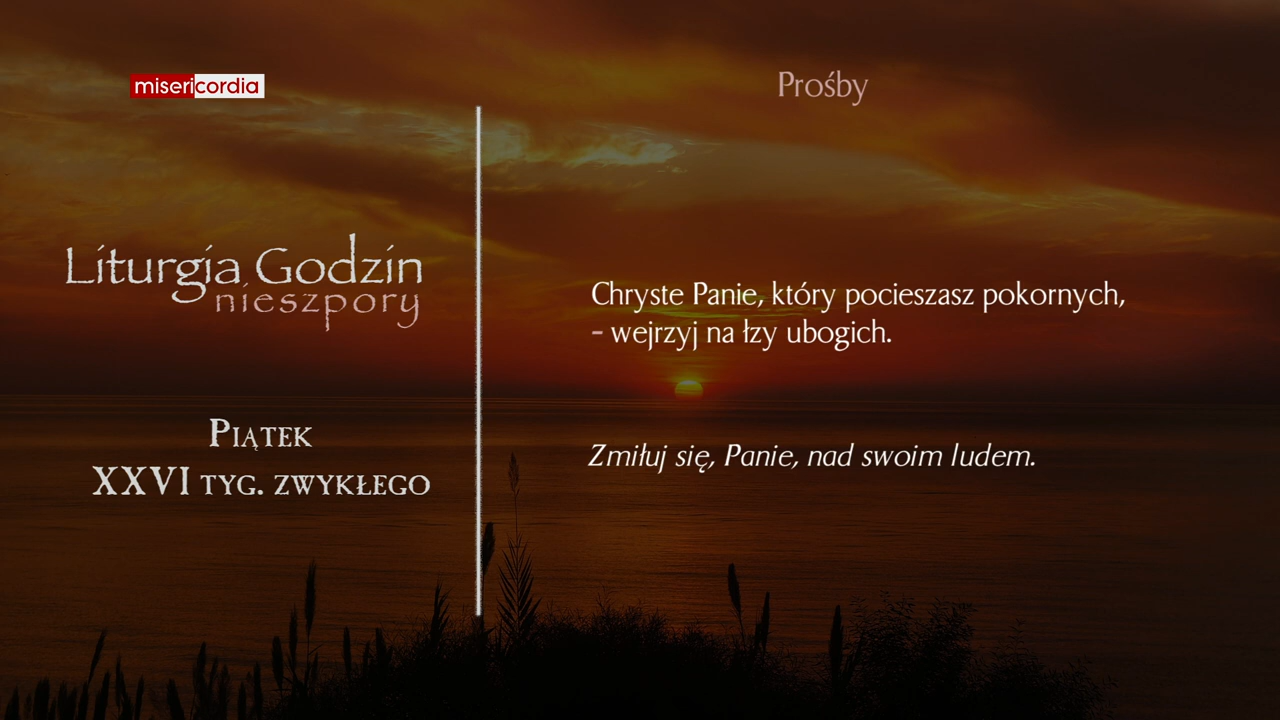 misericordia
Prośby
Liturgia Godzin
nieszpory
Chryste Panie, który pocieszasz pokornych,
- wejrzyj na łzy ubogich.
Piątek
XXVI tyg. zwykłego
Zmiłuj się, Panie, nad swoim ludem.